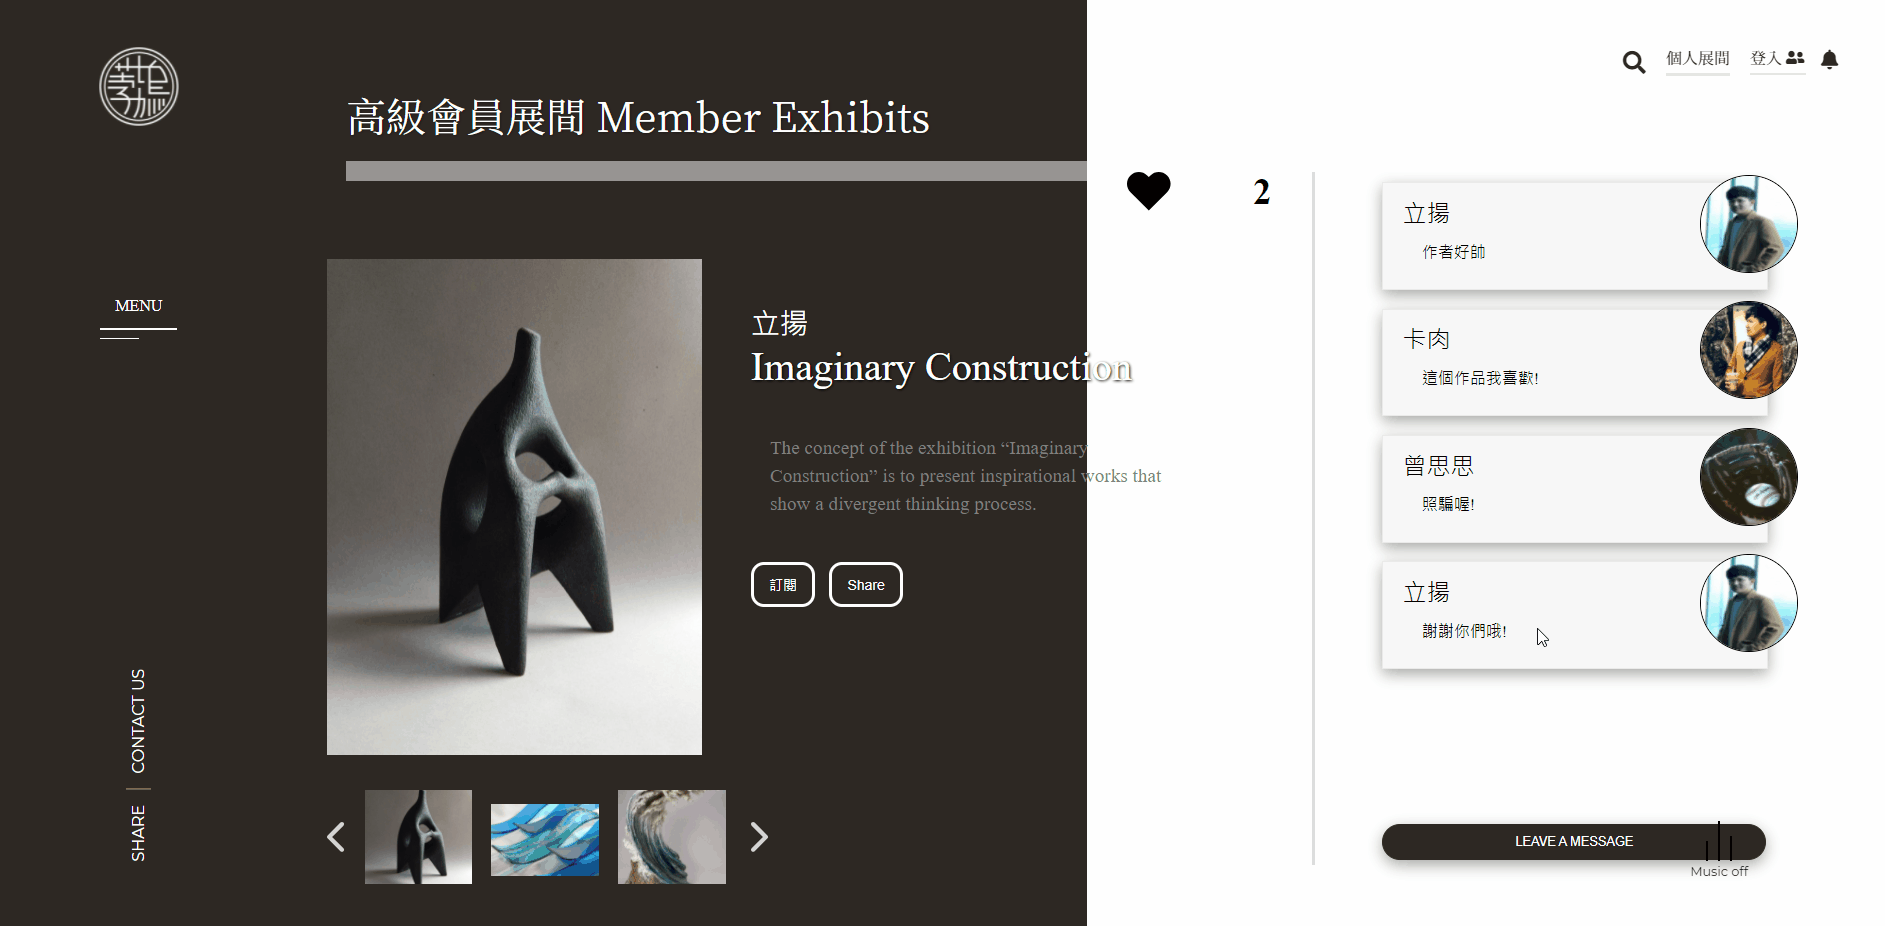 個人展間
登入
高級會員展間 Member Exhibits
2
MENU
立揚
Imaginary Construction
The concept of the exhibition “Imaginary
Construction” is to present inspirational works that
show a divergent thinking process.
訂閱
Share
立揚
作者好帥
卡肉
這個作品我喜歡!
曾思思
照騙喔!
立揚
謝謝你們哦!
CONTACT US
SHARE
LEAVE A MESSAGE
Music off